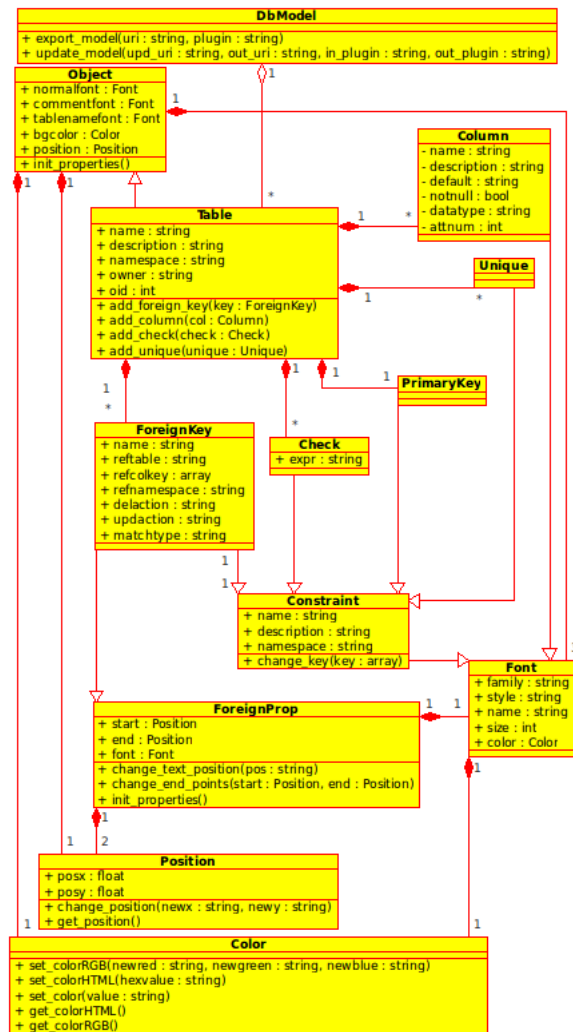 DbModel
+ export_model(uri : string, plugin : string)
+ update_model(upd_uri : string, out_uri : string, in_plugin : string, out_plugin : string)
Object
+ normalfont : Font
+ commentfont : Font
+ tablenamefont : Font
+ bgcolor : Color
+ position : Position
+ init_properties()
1
1
1
1
Column
- name : string
- description : string
- default : string
- notnull : bool
- datatype : string
- attnum : int
*
Table
+ name : string
+ description : string
+ namespace : string
+ owner : string
+ oid : int
+ add_foreign_key(key : ForeignKey)
+ add_column(col : Column)
+ add_check(check : Check)
+ add_unique(unique : Unique)
1
*
Unique
1
*
1
1
1
1
PrimaryKey
*
*
ForeignKey
+ name : string
+ reftable : string
+ refcolkey : array
+ refnamespace : string
+ delaction : string
+ updaction : string
+ matchtype : string
Check
+ expr : string
1
1
Constraint
+ name : string
+ description : string
+ namespace : string
+ change_key(key : array)
Font
+ family : string
+ style : string
+ name : string
+ size : int
+ color : Color
ForeignProp
+ start : Position
+ end : Position
+ font : Font
+ change_text_position(pos : string)
+ change_end_points(start : Position, end : Position)
+ init_properties()
1
1
1
1
1
2
Position
+ posx : float
+ posy : float
+ change_position(newx : string, newy : string)
+ get_position()
1
1
Color
+ set_colorRGB(newred : string, newgreen : string, newblue : string)
+ set_colorHTML(hexvalue : string)
+ set_color(value : string)
+ get_colorHTML()
+ get_colorRGB()